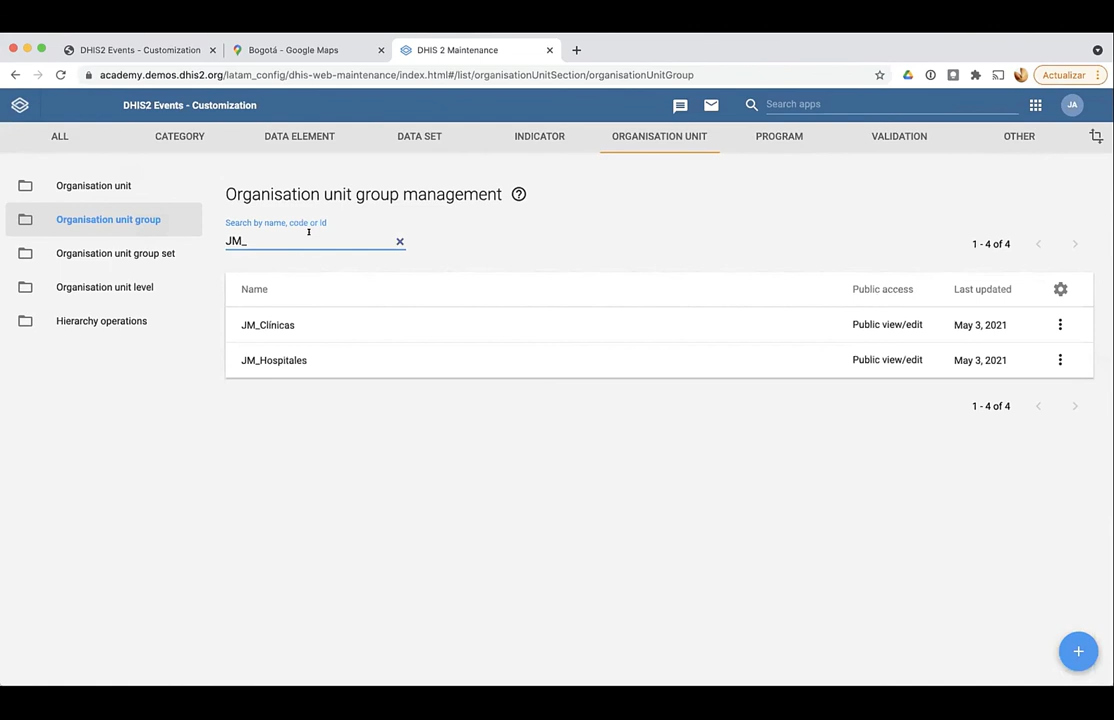 DHIS2 Events - Customization
Bogotá - Google Maps
DHIS 2 Maintenance
academy.demos.dhis2.org/latam_config/dhis-web-maintenance/index.html#/list/organisationUnitSection/organisationUnitGroup
Actualizar
DHIS2 Events - Customization
Search apps
JA
ALL
CATEGORY
DATA ELEMENT
DATA SET
INDICATOR
ORGANISATION UNIT
PROGRAM
VALIDATION
OTHER
Organisation unit
Organisation unit group
Organisation unit group set
Organisation unit level
Hierarchy operations
Organisation unit group management
Search by name, code or id
JM_
1 - 4 of 4
Name
Public access
Last updated
JM_Clínicas
Public view/edit
May 3, 2021
JM_Hospitales
Public view/edit
May 3, 2021
1 - 4 of 4